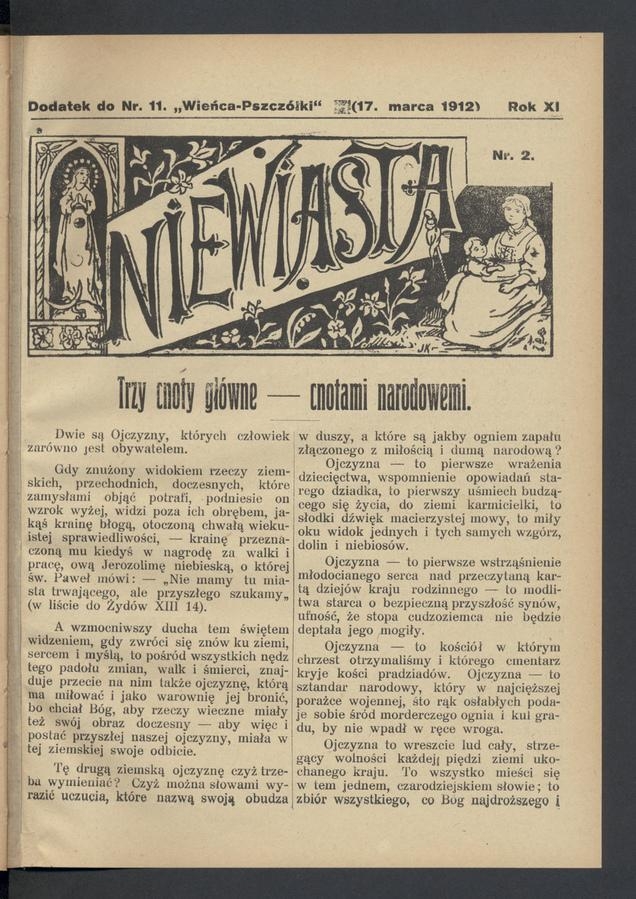 Dodatek do Nr. 11. „Wieńca-Pszczółki“ (17. marca 1912) Rok XI
Nr. 2.
NIEWIASTA
JK
Trzy cnoty główne — cnotami narodowemi.
Dwie są Ojczyzny, których człowiek
zarówno jest obywatelem.
Gdy znużony widokiem rzeczy ziem-
skich, przechodnich, doczesnych, które
zamysłami objąć potrafi, podniesie on
wzrok wyżej, widzi poza ich obrębem, ja-
kąś krainę błogą, otoczoną chwałą wieku-
istej sprawiedliwości, — krainę przezna-
czoną mu kiedyś w nagrodę za walki i
pracę, ową Jerozolimę niebieską, o której
św. Paweł mówi: — „Nie mamy tu mia-
sta trwającego, ale przyszłego szukamy„
(w liście do Żydów XIII 14).
A wzmocniwszy ducha tem świętem
widzeniem, gdy zwróci się znów ku ziemi,
sercem i myślą, to pośród wszystkich nędz
tego padołu zmian, walk i śmierci, znaj-
duje przecie na nim także ojczyznę, którą
ma miłować i jako warownię jej bronić,
bo chciał Bóg, aby rzeczy wieczne miały
też swój obraz doczesny — aby więc i
postać przyszłej naszej ojczyzny, miała w
tej ziemskiej swoje odbicie.
Tę drugą ziemską ojczyznę czyż trze-
ba wymieniać? Czyż można słowami wy-
razić uczucia, które nazwą swoją obudza
w duszy, a które są jakby ogniem zapału
złączonego z miłością i dumą narodową?
Ojczyzna — to pierwsze wrażenia
dziecięctwa, wspomnienie opowiadań sta-
rego dziadka, to pierwszy uśmiech budzą-
cego się życia, do ziemi karmicielki, to
słodki dźwięk macierzystej mowy, to miły
oku widok jednych i tych samych wzgórz,
dolin i niebiosów.
Ojczyzna — to pierwsze wstrząśnienie
młodocianego serca nad przeczytaną kar-
tą dziejów kraju rodzinnego — to modli-
twa starca o bezpieczną przyszłość synów,
ufność, że stopa cudzoziemca nie będzie
deptała jego mogiły.
Ojczyzna — to kościół w którym
chrzest otrzymaliśmy i którego cmentarz
kryje kości pradziadów. Ojczyzna — to
sztandar narodowy, który w najcięższej
porażce wojennej, sto rąk osłabłych poda-
je sobie śród morderczego ognia i kul gra-
du, by nie wpadł w ręce wroga.
Ojczyzna to wreszcie lud cały, strze-
gący wolności każdej piędzi ziemi uko-
chanego kraju. To wszystko mieści się
w tem jednem, czarodziejskiem słowie; to
zbiór wszystkiego, co Bóg najdroższego i